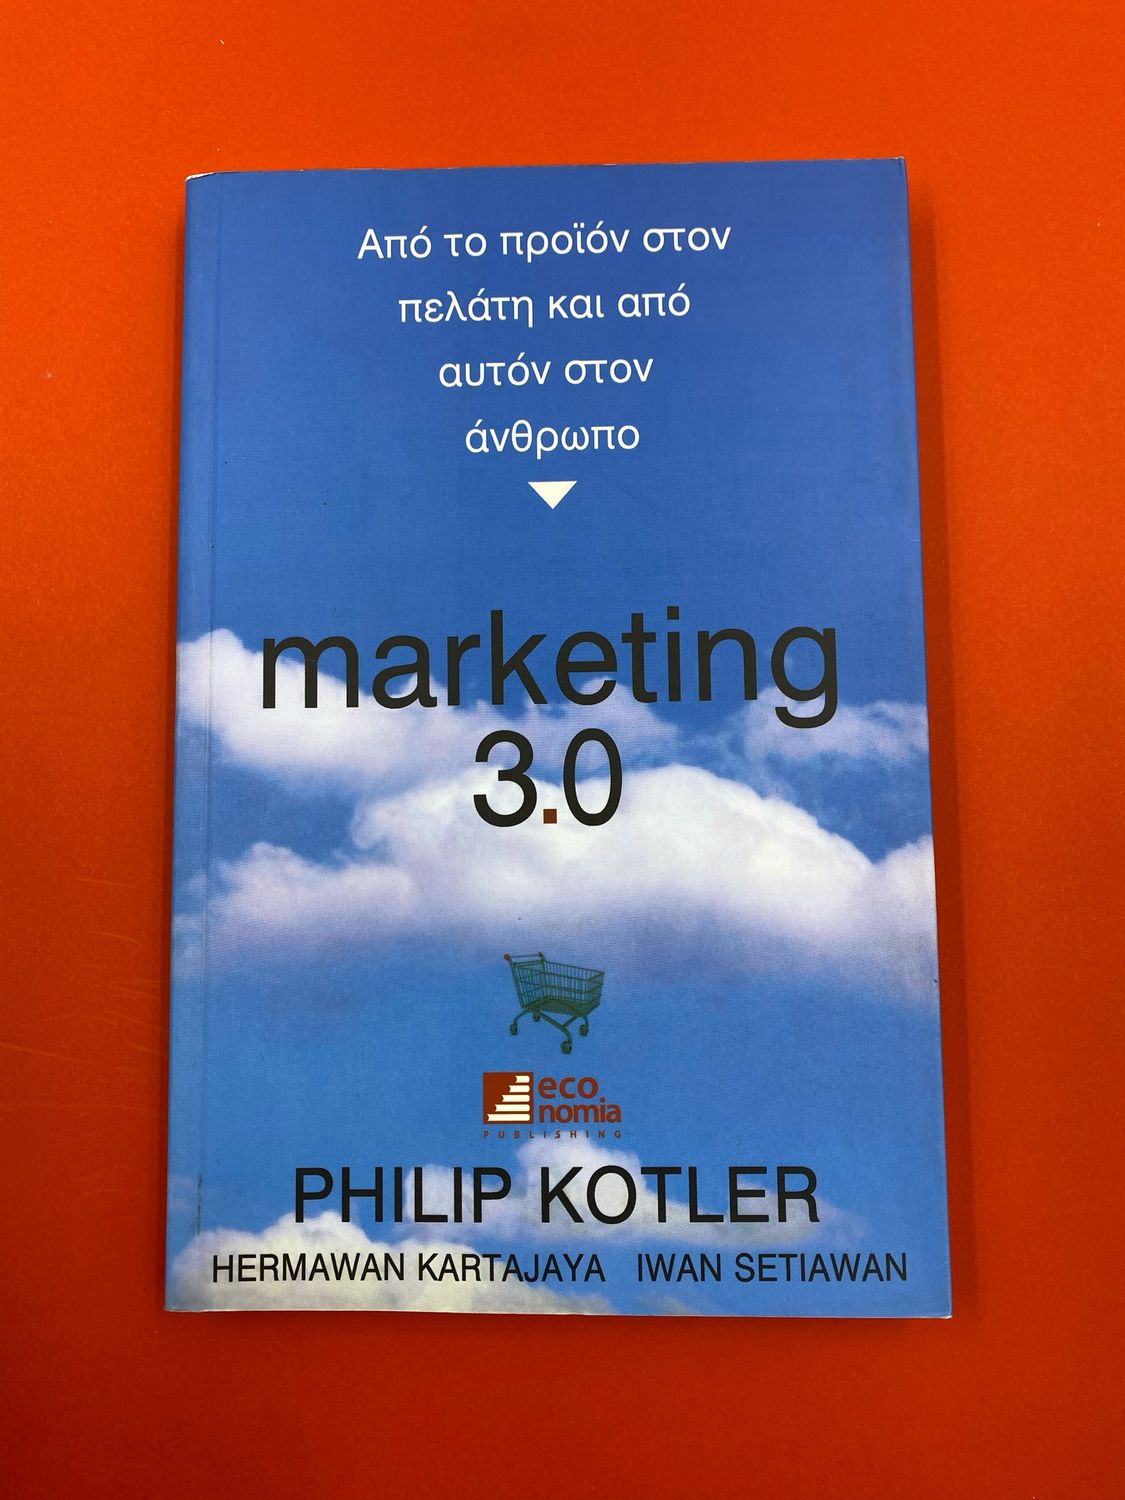 Από το προϊόν στον
πελάτη και από
αυτόν στον
άνθρωπο
marketing
3.0
eco
nomia
PUBLISHING
PHILIP KOTLER
HERMAWAN KARTAJAYA IWAN SETIAWAN